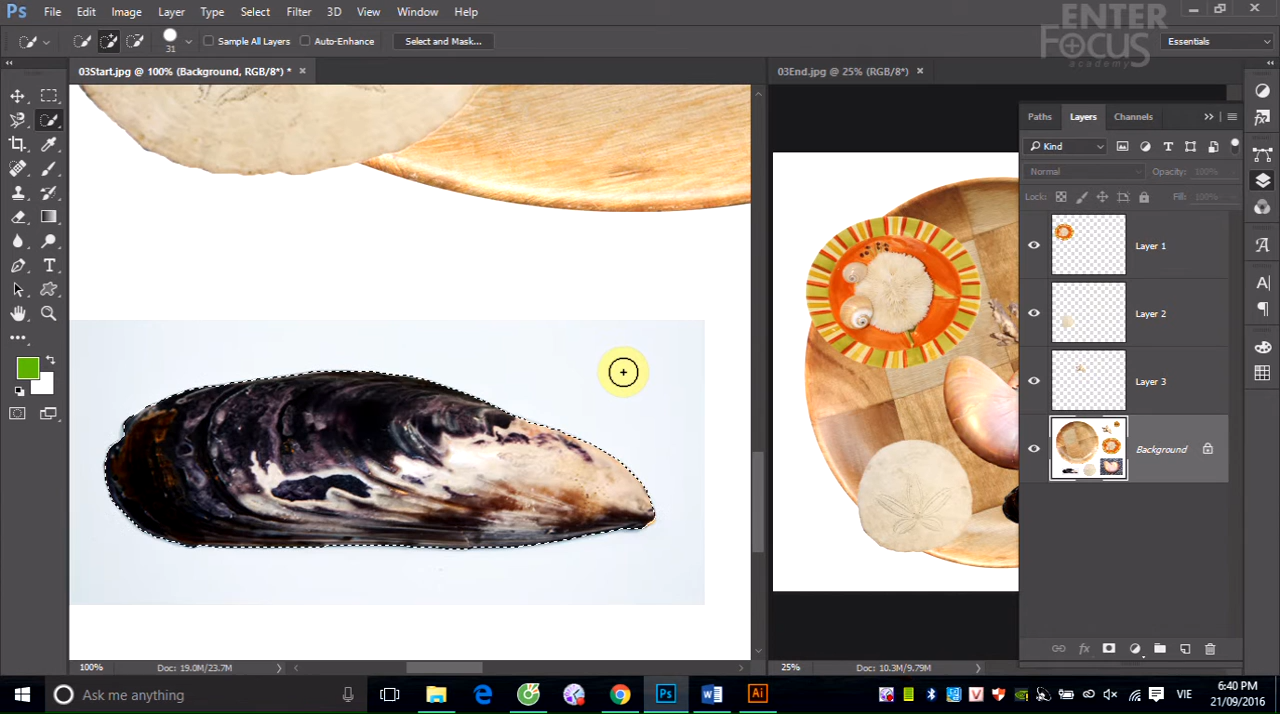 Ps File Edit Image Layer Type Select Filter 3D View Window Help
ENTER FOCUS academy
31 Sample All Layers Auto-Enhance Select and Mask... Essentials
03Start.jpg @ 100% (Background, RGB/8*) * × 03End.jpg @ 25% (RGB/8*) ×
Paths Layers Channels
Kind
Normal Opacity: 100%
Lock: Fill: 100%
Layer 1
Layer 2
Layer 3
Background
100% Doc: 19.0M/23.7M 25% Doc: 10.3M/9.79M
Ask me anything VIE 6:40 PM
21/09/2016